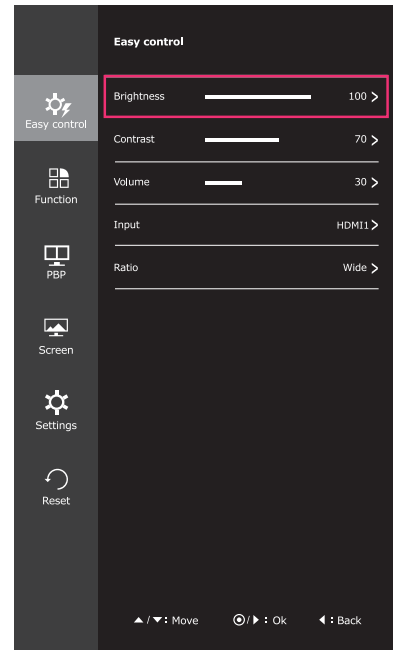 Easy control
Easy control
Function
PBP
Screen
Settings
Reset
Brightness 100 >
Contrast 70 >
Volume 30 >
Input HDMI1 >
Ratio Wide >
▲ / ▼ : Move ◉/ ▶ : Ok ◀ : Back